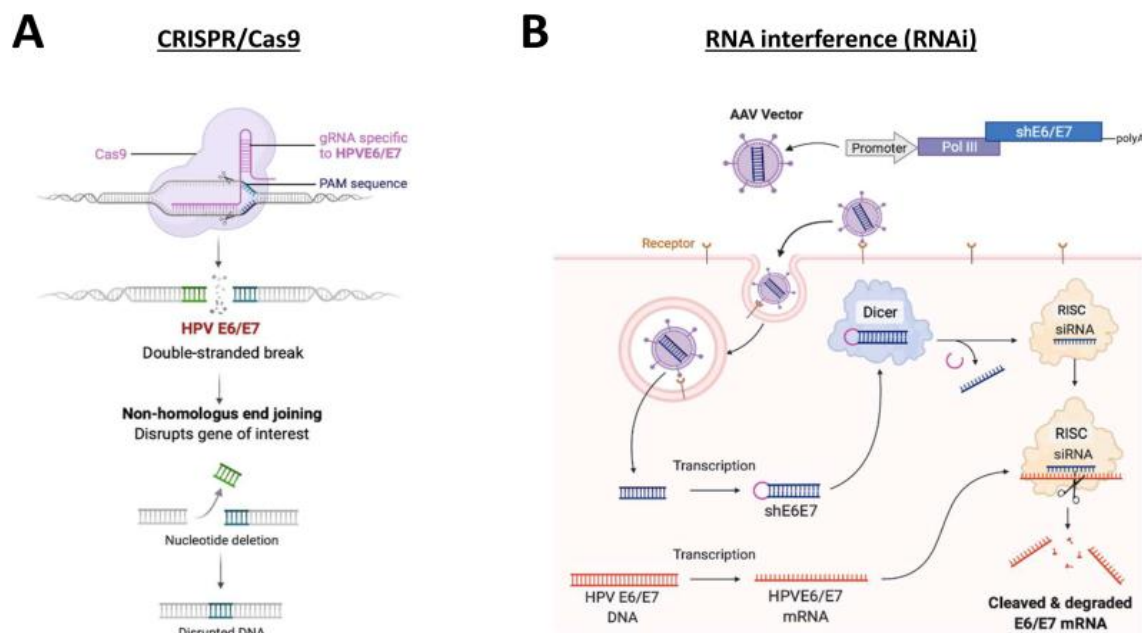 A
CRISPR/Cas9
Cas9
gRNA specific
to HPVE6/E7
PAM sequence
HPV E6/E7
Double-stranded break
Non-homologus end joining
Disrupts gene of interest
Nucleotide deletion
Disrupted DNA
B
RNA interference (RNAi)
AAV Vector
Promoter
Pol III
shE6/E7
polyA
Receptor
Dicer
RISC
siRNA
RISC
siRNA
Transcription
shE6E7
Transcription
HPV E6/E7
DNA
HPVE6/E7
mRNA
Cleaved & degraded
E6/E7 mRNA